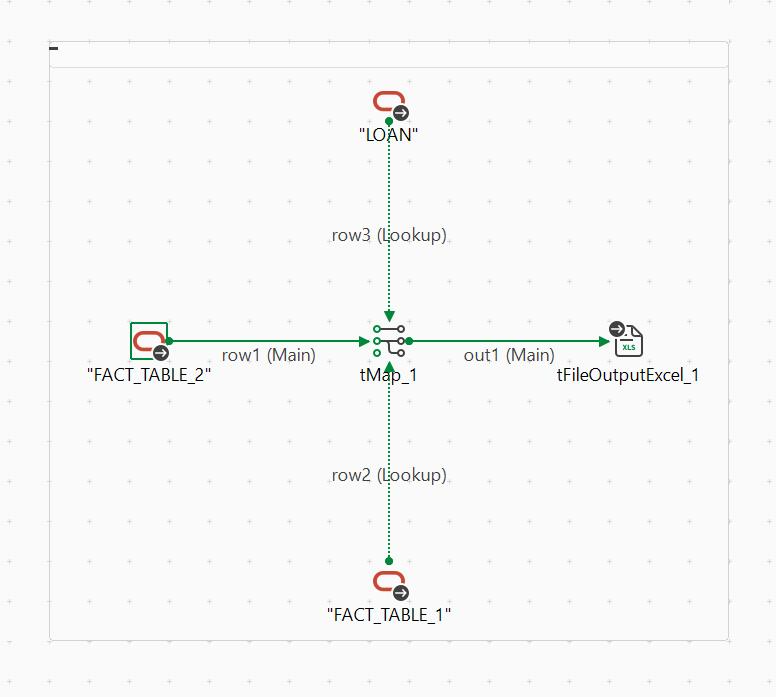 "LOAN"
row3 (Lookup)
row1 (Main)
out1 (Main)
XLS
"FACT_TABLE_2"
tMap_1
tFileOutputExcel_1
row2 (Lookup)
"FACT_TABLE_1"